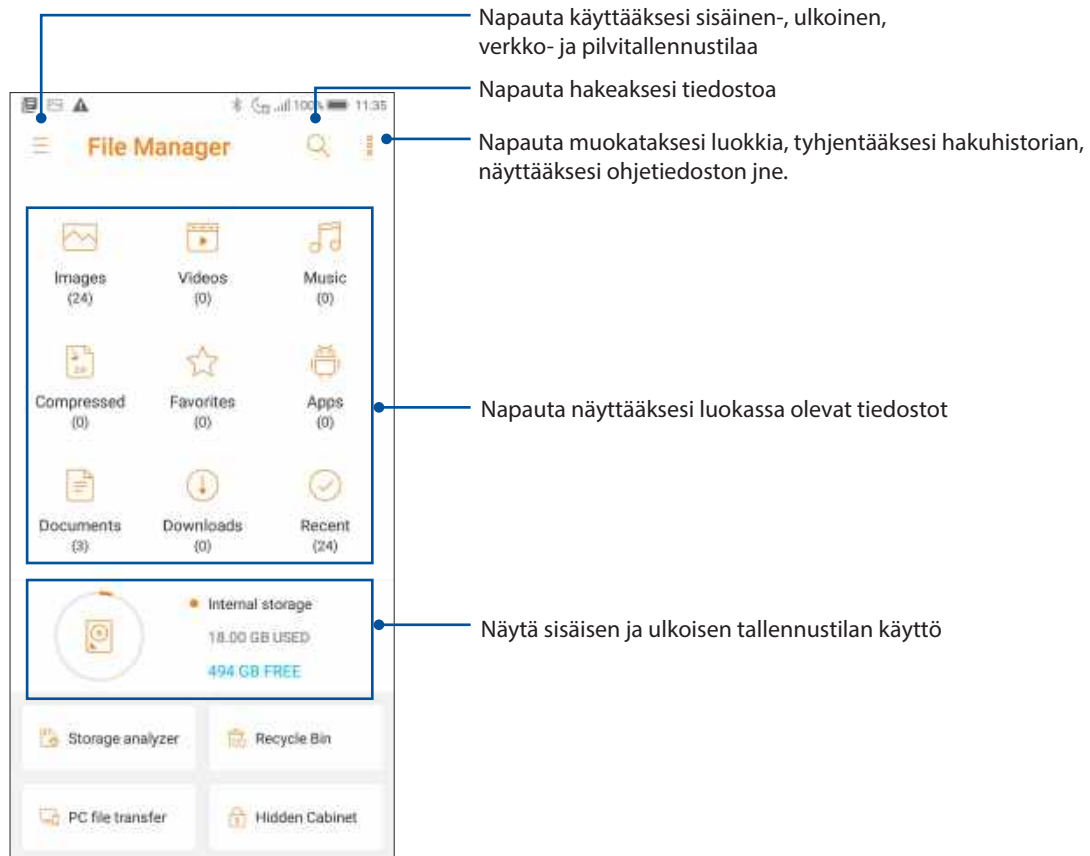 Napauta käyttääksesi sisäinen-, ulkoinen,
verkko- ja pilvitallennustilaa
Napauta hakeaksesi tiedostoa
100% 11:35
File Manager
Napauta muokataksesi luokkia, tyhjentääksesi hakuhistorian,
näyttääksesi ohjetiedoston jne.
Images Videos Music
(24) (0) (0)
ZIP
Compressed Favorites Apps
(0) (0) (0)
Napauta näyttääksesi luokassa olevat tiedostot
Documents Downloads Recent
(3) (0) (24)
Internal storage
18.00 GB USED
494 GB FREE
Näytä sisäisen ja ulkoisen tallennustilan käyttö
Storage analyzer Recycle Bin
PC file transfer Hidden Cabinet